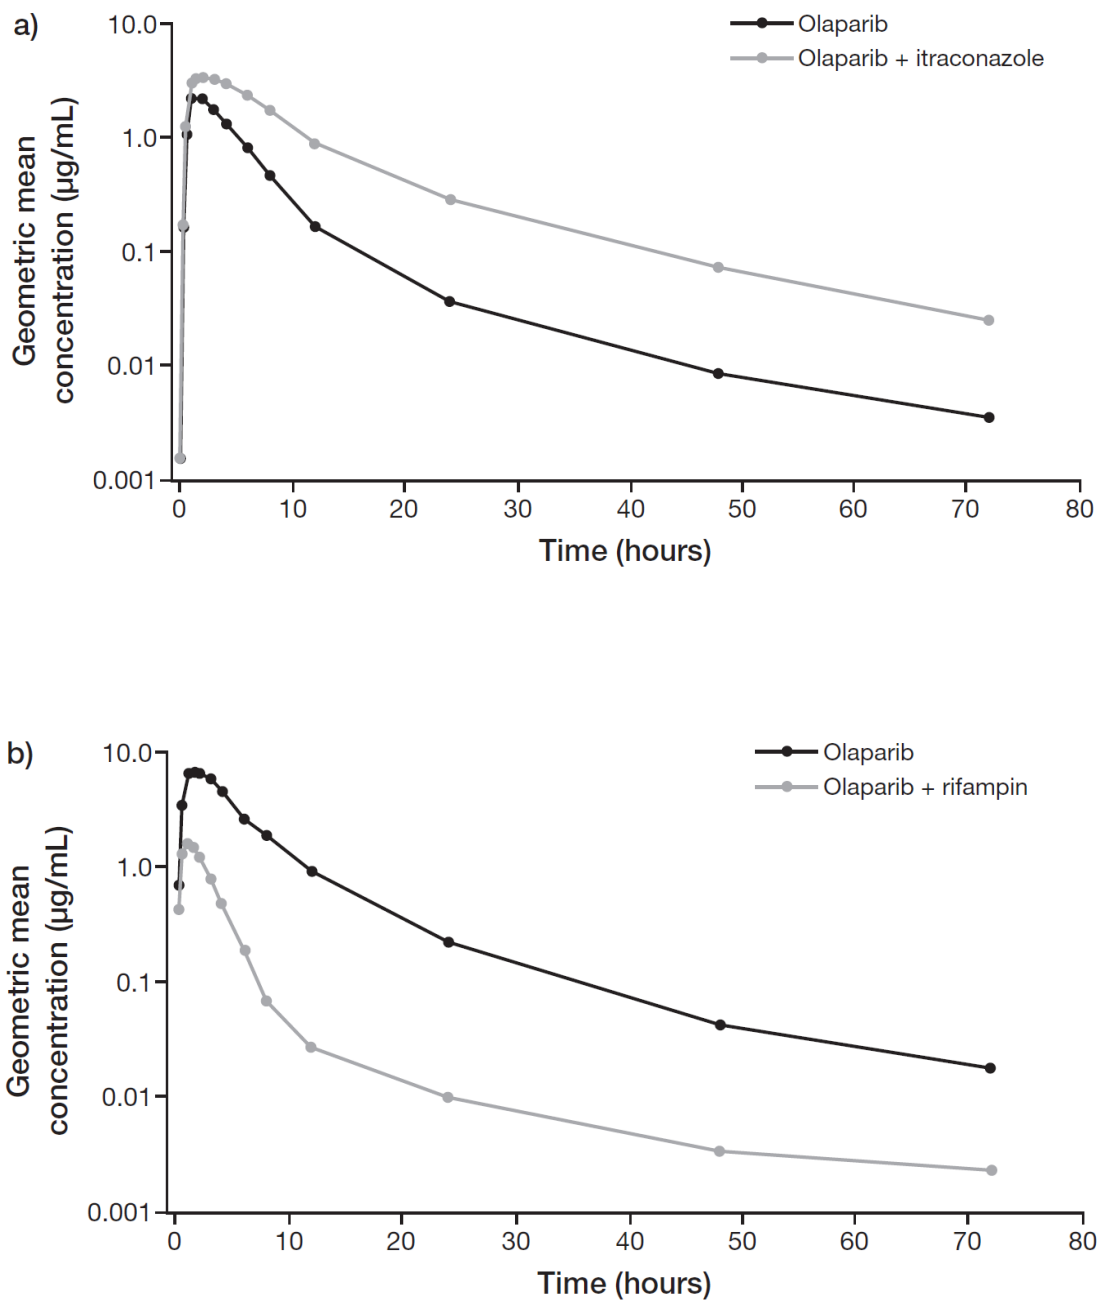 a)
Olaparib
Olaparib + itraconazole
Geometric mean
concentration (µg/mL)
10.0
1.0
0.1
0.01
0.001
0 10 20 30 40 50 60 70 80
Time (hours)
b)
Olaparib
Olaparib + rifampin
Geometric mean
concentration (µg/mL)
10.0
1.0
0.1
0.01
0.001
0 10 20 30 40 50 60 70 80
Time (hours)